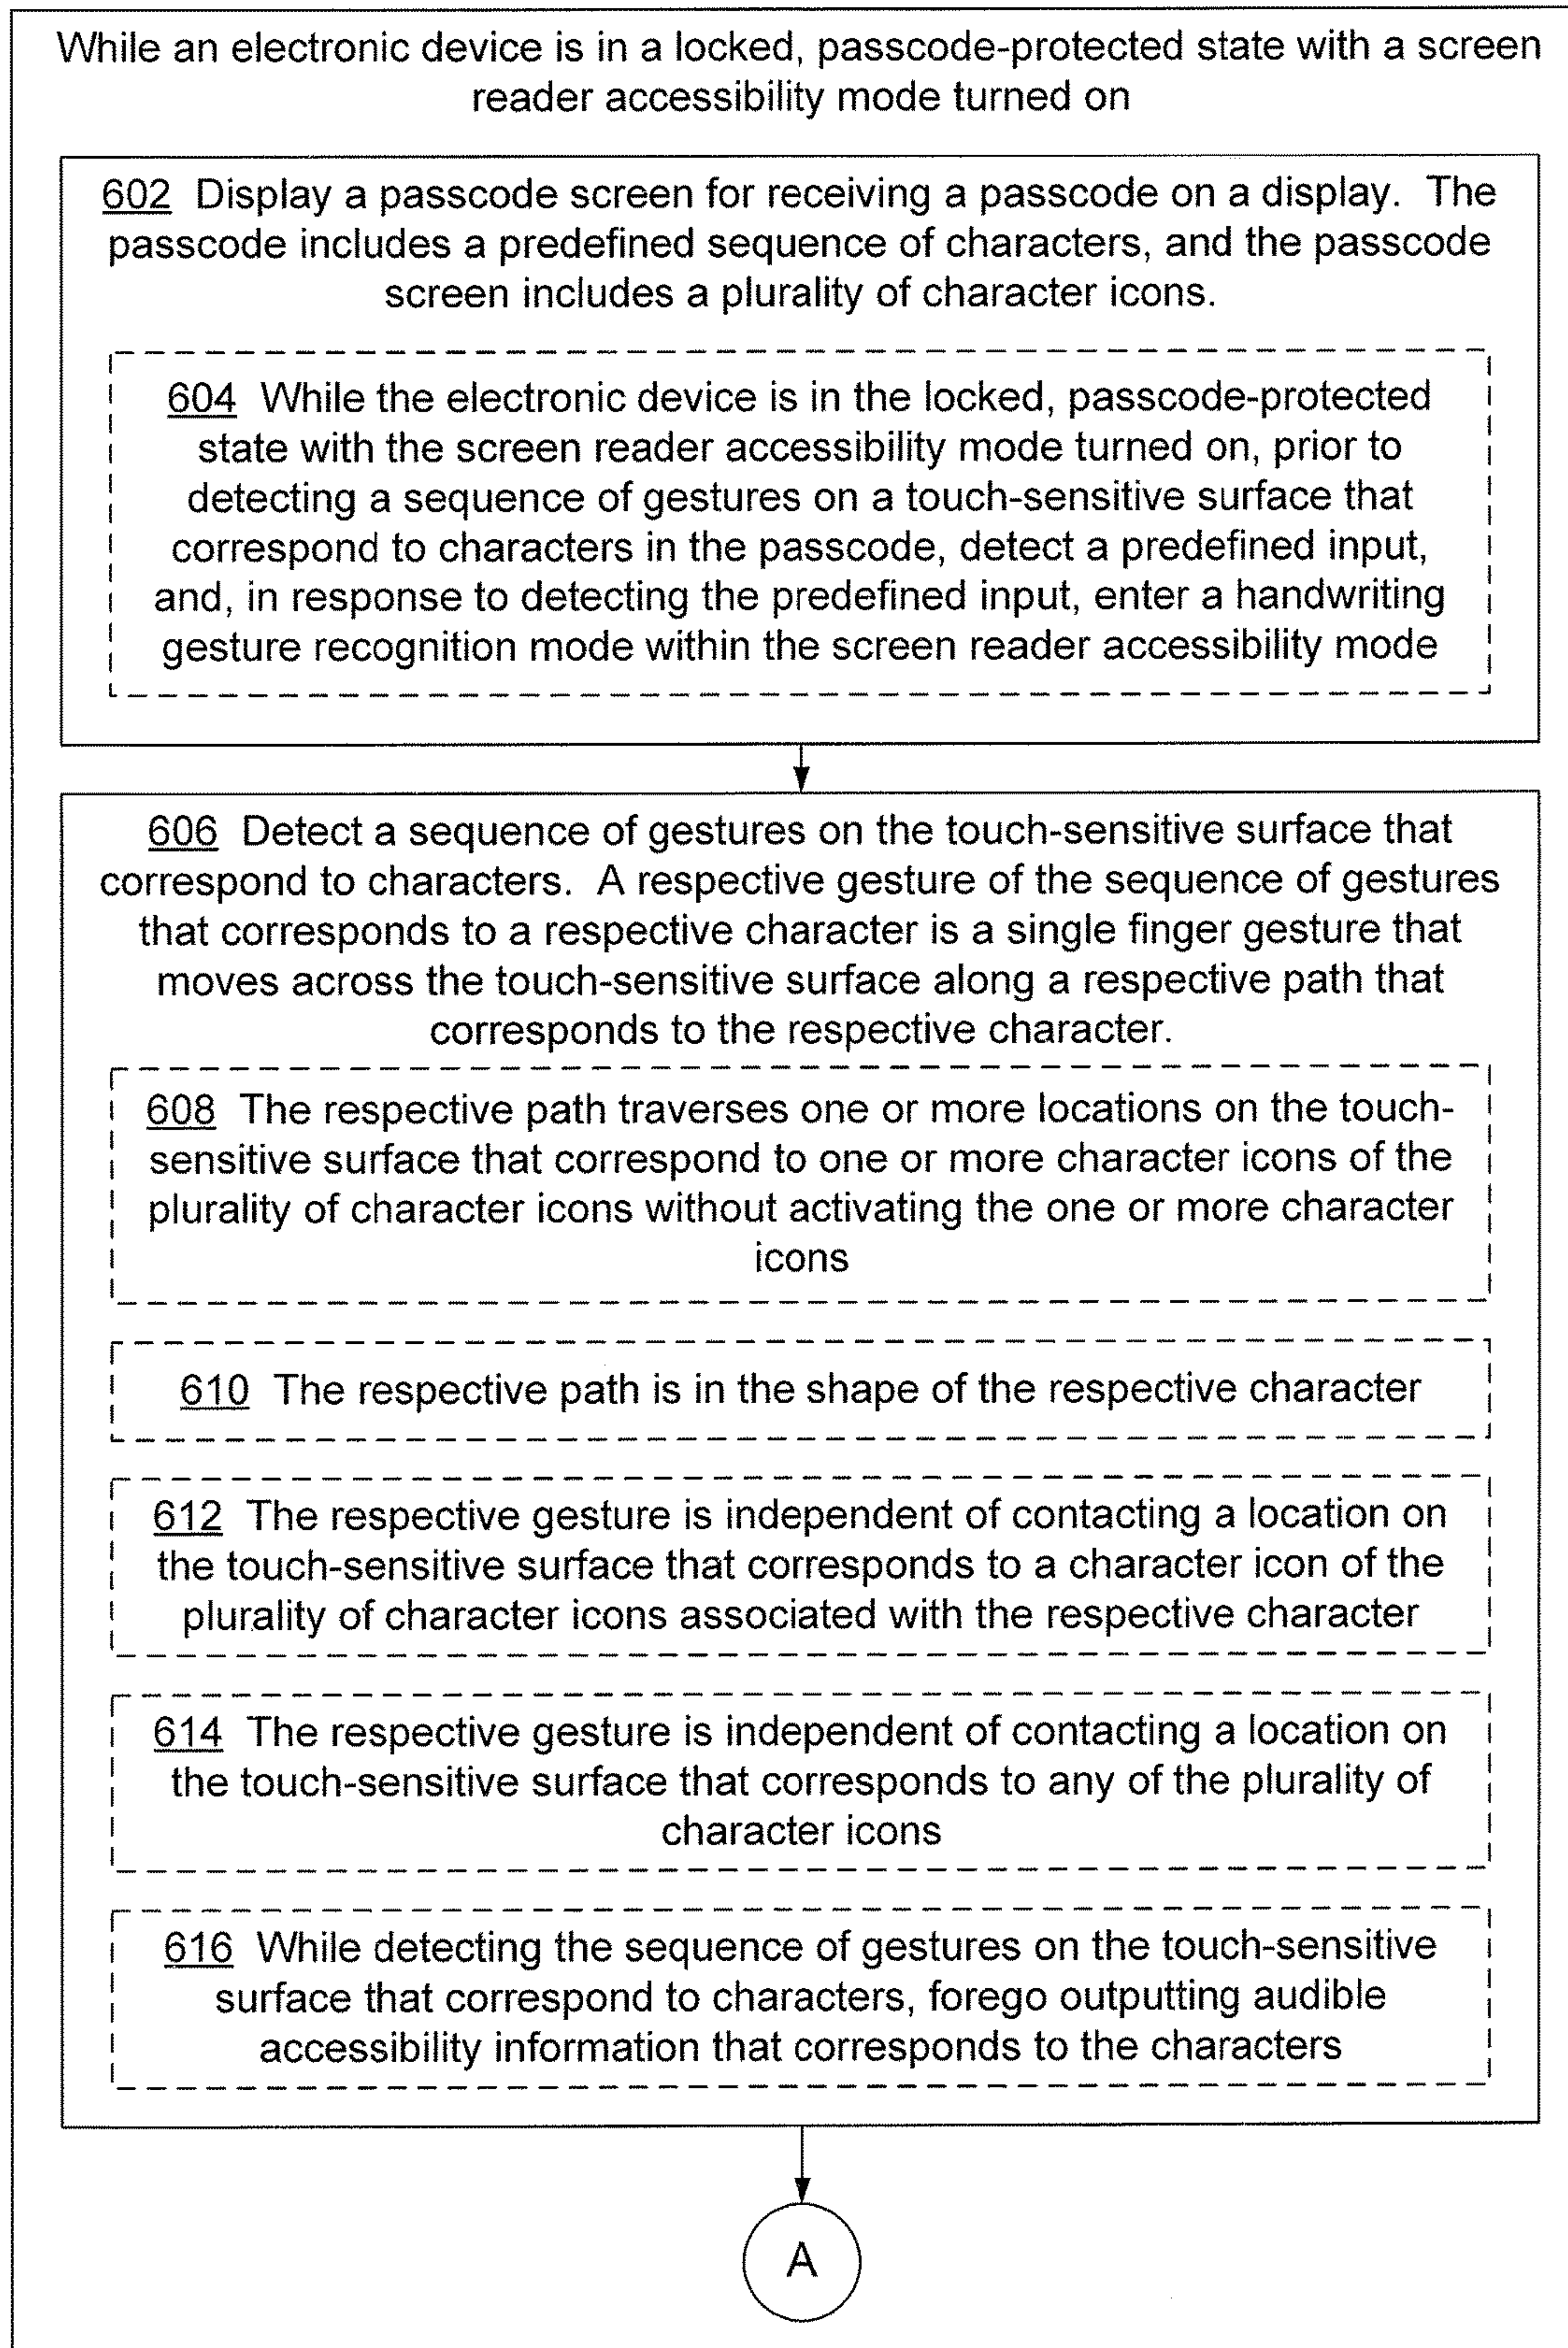 While an electronic device is in a locked, passcode-protected state with a screen
reader accessibility mode turned on
602 Display a passcode screen for receiving a passcode on a display. The
passcode includes a predefined sequence of characters, and the passcode
screen includes a plurality of character icons.
604 While the electronic device is in the locked, passcode-protected
state with the screen reader accessibility mode turned on, prior to
detecting a sequence of gestures on a touch-sensitive surface that
correspond to characters in the passcode, detect a predefined input,
and, in response to detecting the predefined input, enter a handwriting
gesture recognition mode within the screen reader accessibility mode
606 Detect a sequence of gestures on the touch-sensitive surface that
correspond to characters. A respective gesture of the sequence of gestures
that corresponds to a respective character is a single finger gesture that
moves across the touch-sensitive surface along a respective path that
corresponds to the respective character.
608 The respective path traverses one or more locations on the touch-
sensitive surface that correspond to one or more character icons of the
plurality of character icons without activating the one or more character
icons
610 The respective path is in the shape of the respective character
612 The respective gesture is independent of contacting a location on
the touch-sensitive surface that corresponds to a character icon of the
plurality of character icons associated with the respective character
614 The respective gesture is independent of contacting a location on
the touch-sensitive surface that corresponds to any of the plurality of
character icons
616 While detecting the sequence of gestures on the touch-sensitive
surface that correspond to characters, forego outputting audible
accessibility information that corresponds to the characters
A